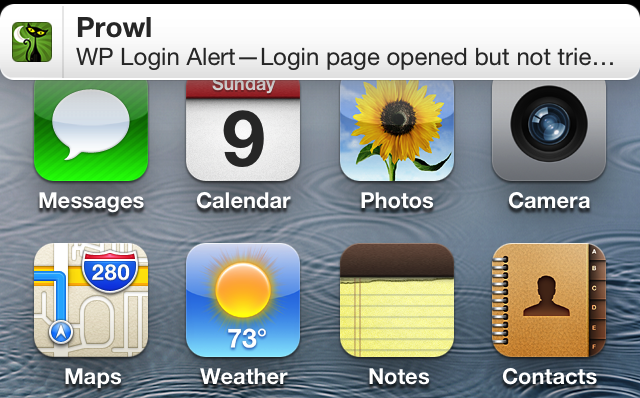 Prowl
WP Login Alert—Login page opened but not trie…
Sunday
9
Messages Calendar Photos Camera
280
73°
A
B
C
D
E
F
Maps Weather Notes Contacts